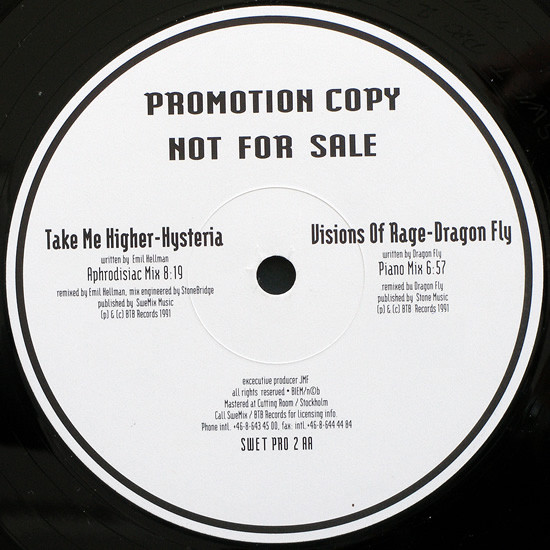 PROMOTION COPY
NOT FOR SALE
Take Me Higher-Hysteria
written by Emil Hellman
Aphrodisiac Mix 8:19
remixed by Emil Hellman, mix engineered by StoneBridge
published by SweMix Music
(p) & (c) BTB Records 1991
Visions Of Rage-Dragon Fly
written by Dragon Fly
Piano Mix 6:57
remixed by Dragon Fly
published by Stone Music
(p) & (c) BTB Records 1991
excecutive producer JMF
all rights reserved • BIEM/n©b
Mastered at Cutting Room / Stockholm
Call SweMix / BTB Records for licensing info.
Phone intl. +46-8-643 45 00, fax: intl.+46-8-644 44 84
SWET PRO 2 AA